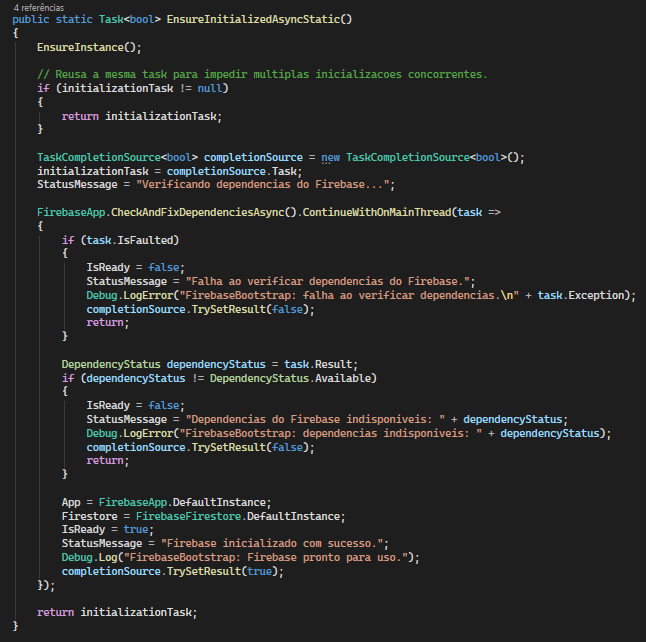 4 referências
public static Task<bool> EnsureInitializedAsyncStatic()
{
    EnsureInstance();

    // Reusa a mesma task para impedir multiplas inicializacoes concorrentes.
    if (initializationTask != null)
    {
        return initializationTask;
    }

    TaskCompletionSource<bool> completionSource = new TaskCompletionSource<bool>();
    initializationTask = completionSource.Task;
    StatusMessage = "Verificando dependencias do Firebase...";

    FirebaseApp.CheckAndFixDependenciesAsync().ContinueWithOnMainThread(task =>
    {
        if (task.IsFaulted)
        {
            IsReady = false;
            StatusMessage = "Falha ao verificar dependencias do Firebase.";
            Debug.LogError("FirebaseBootstrap: falha ao verificar dependencias.\n" + task.Exception);
            completionSource.TrySetResult(false);
            return;
        }

        DependencyStatus dependencyStatus = task.Result;
        if (dependencyStatus != DependencyStatus.Available)
        {
            IsReady = false;
            StatusMessage = "Dependencias do Firebase indisponiveis: " + dependencyStatus;
            Debug.LogError("FirebaseBootstrap: dependencias indisponiveis: " + dependencyStatus);
            completionSource.TrySetResult(false);
            return;
        }

        App = FirebaseApp.DefaultInstance;
        Firestore = FirebaseFirestore.DefaultInstance;
        IsReady = true;
        StatusMessage = "Firebase inicializado com sucesso.";
        Debug.Log("FirebaseBootstrap: Firebase pronto para uso.");
        completionSource.TrySetResult(true);
    });

    return initializationTask;
}